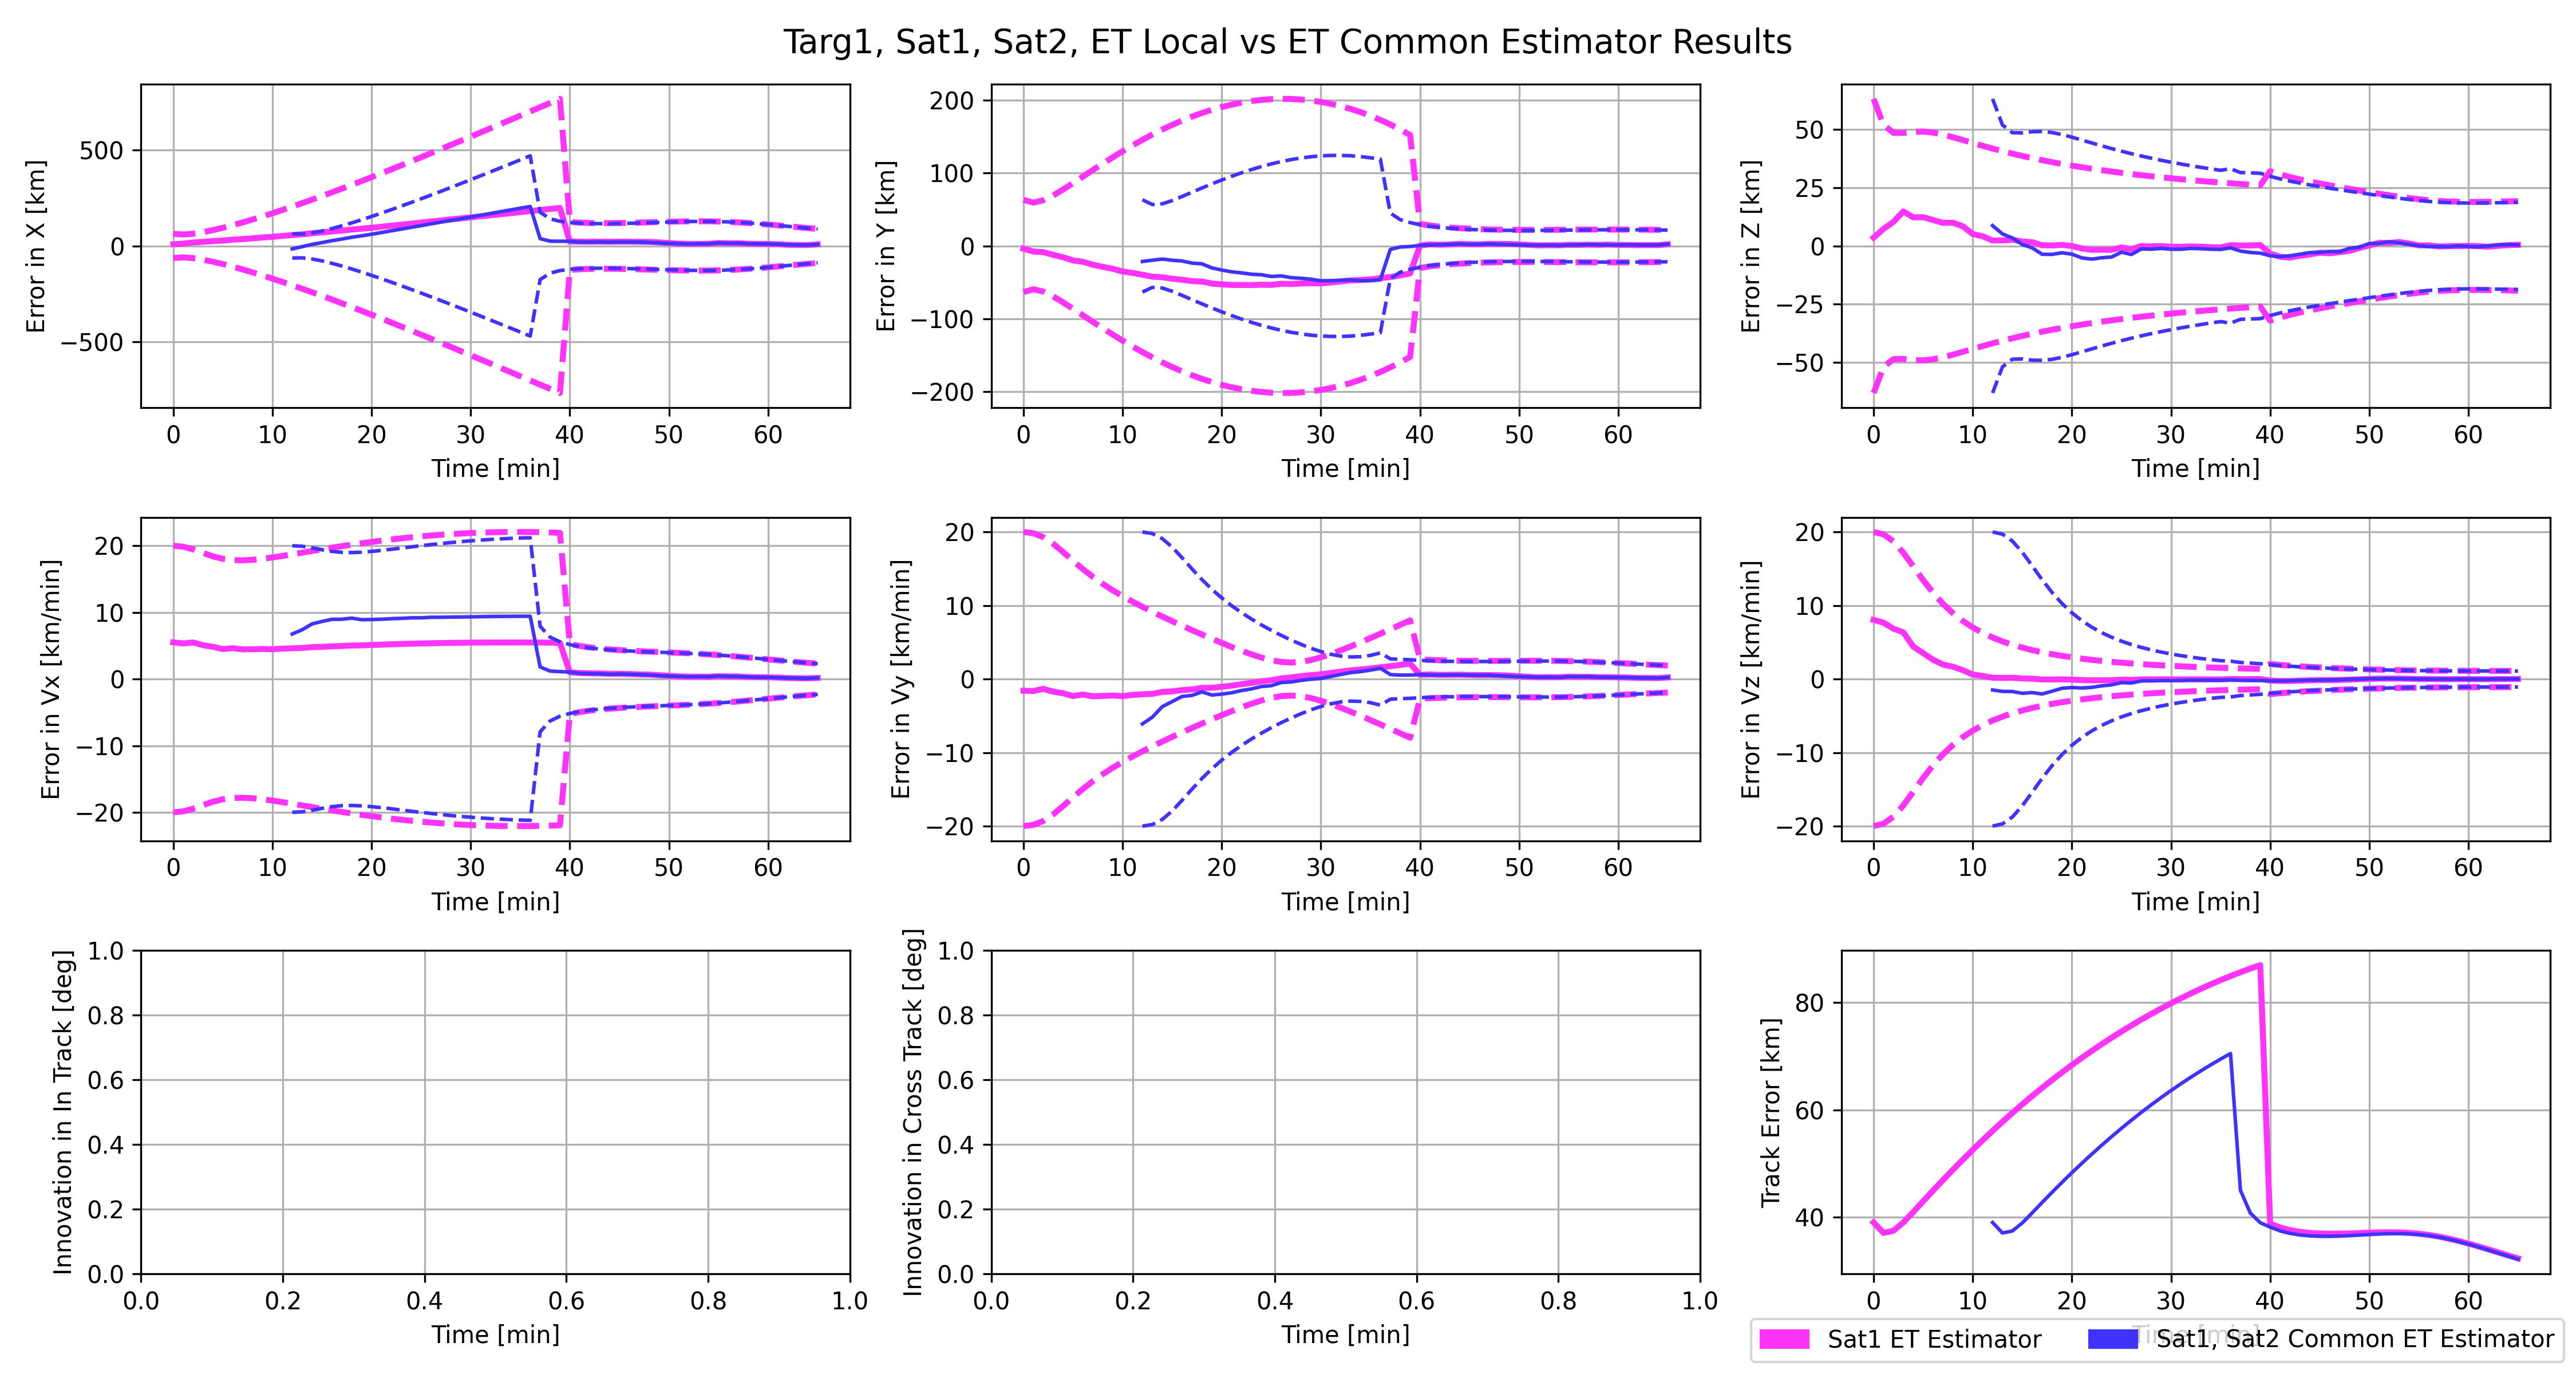 Targ1, Sat1, Sat2, ET Local vs ET Common Estimator Results
Error in X [km]
500
0
−500
0 10 20 30 40 50 60
Time [min]
Error in Y [km]
200
100
0
−100
−200
0 10 20 30 40 50 60
Time [min]
Error in Z [km]
50
25
0
−25
−50
0 10 20 30 40 50 60
Time [min]
Error in Vx [km/min]
20
10
0
−10
−20
0 10 20 30 40 50 60
Time [min]
Error in Vy [km/min]
20
10
0
−10
−20
0 10 20 30 40 50 60
Time [min]
Error in Vz [km/min]
20
10
0
−10
−20
0 10 20 30 40 50 60
Time [min]
Innovation in In Track [deg]
1.0
0.8
0.6
0.4
0.2
0.0
0.0 0.2 0.4 0.6 0.8 1.0
Time [min]
Innovation in Cross Track [deg]
1.0
0.8
0.6
0.4
0.2
0.0
0.0 0.2 0.4 0.6 0.8 1.0
Time [min]
Track Error [km]
80
60
40
0 10 20 30 40 50 60
Time [min]
Sat1 ET Estimator
Sat1, Sat2 Common ET Estimator